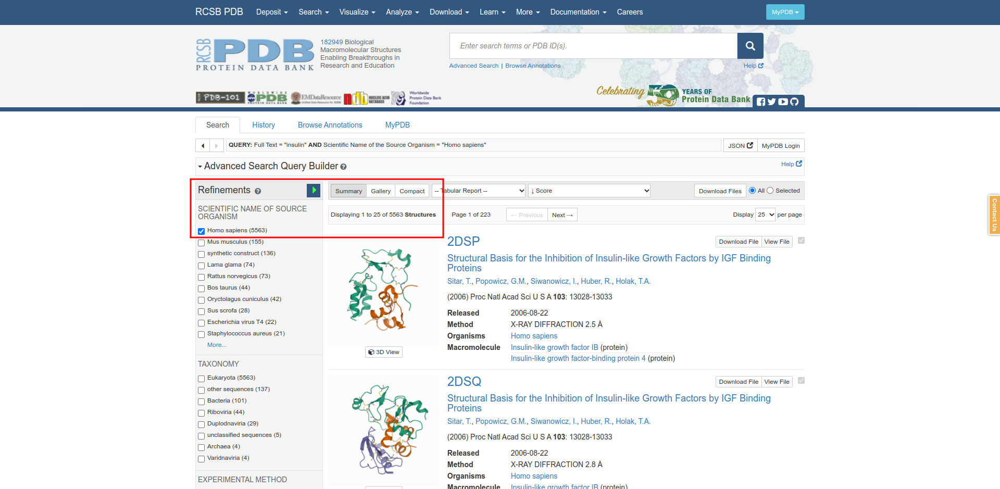 RCSB PDB Deposit Search Visualize Analyze Download Learn More Documentation Careers MyPDB
RCSB PDB
PROTEIN DATA BANK
182949 Biological
Macromolecular Structures
Enabling Breakthroughs in
Research and Education
Enter search terms or PDB ID(s).
Advanced Search | Browse Annotations Help
PDB-101
WORLDWIDE PDB PROTEIN DATA BANK
EMDataResource
Unified Data Resource for 3DEM
ndb NUCLEIC ACID DATABASE
Worldwide
Protein Data Bank
Foundation
Celebrating 50 YEARS OF
Protein Data Bank
Search History Browse Annotations MyPDB
QUERY: Full Text = "insulin" AND Scientific Name of the Source Organism = "Homo sapiens" JSON MyPDB Login
Advanced Search Query Builder Help
Refinements
SCIENTIFIC NAME OF SOURCE
ORGANISM
Homo sapiens (5563)
Mus musculus (155)
synthetic construct (136)
Lama glama (74)
Rattus norvegicus (73)
Bos taurus (44)
Oryctolagus cuniculus (42)
Sus scrofa (28)
Escherichia virus T4 (22)
Staphylococcus aureus (21)
More...
TAXONOMY
Eukaryota (5563)
other sequences (137)
Bacteria (101)
Riboviria (44)
Duplodnaviria (29)
unclassified sequences (5)
Archaea (4)
Varidnaviria (4)
EXPERIMENTAL METHOD
Summary Gallery Compact -- Tabular Report -- ↓ Score Download Files All Selected
Displaying 1 to 25 of 5563 Structures Page 1 of 223 ← Previous Next → Display 25 per page
2DSP Download File View File
Structural Basis for the Inhibition of Insulin-like Growth Factors by IGF Binding
Proteins
Sitar, T., Popowicz, G.M., Siwanowicz, I., Huber, R., Holak, T.A.
(2006) Proc Natl Acad Sci U S A 103: 13028-13033
Released 2006-08-22
Method X-RAY DIFFRACTION 2.5 Å
Organisms Homo sapiens
Macromolecule Insulin-like growth factor IB (protein)
Insulin-like growth factor-binding protein 4 (protein)
3D View
2DSQ Download File View File
Structural Basis for the Inhibition of Insulin-like Growth Factors by IGF Binding
Proteins
Sitar, T., Popowicz, G.M., Siwanowicz, I., Huber, R., Holak, T.A.
(2006) Proc Natl Acad Sci U S A 103: 13028-13033
Released 2006-08-22
Method X-RAY DIFFRACTION 2.8 Å
Organisms Homo sapiens
Macromolecule Insulin-like growth factor IB (protein)
Contact Us